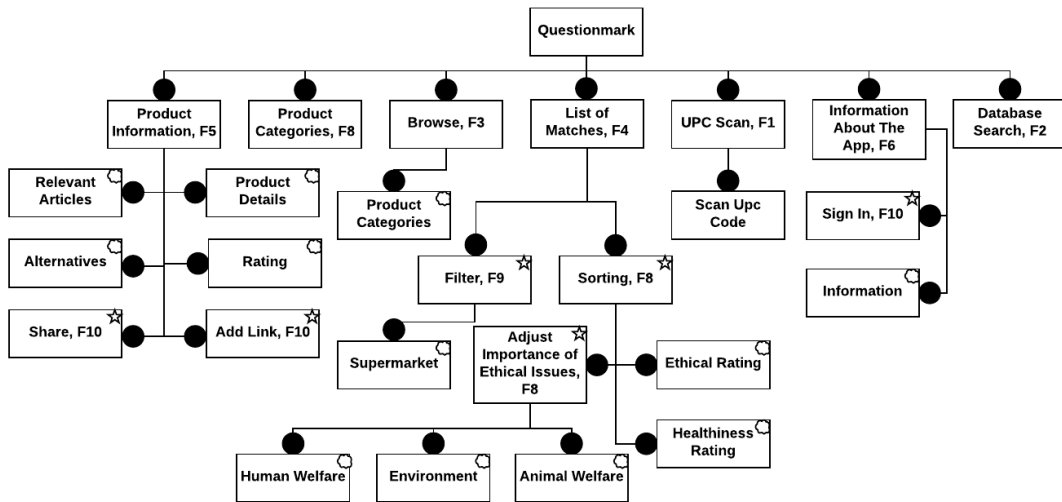 Questionmark
Product
Information, F5
Product
Categories, F8
Browse, F3
List of
Matches, F4
UPC Scan, F1
Information
About The
App, F6
Database
Search, F2
Relevant
Articles
Product
Details
Product
Categories
Scan Upc
Code
Sign In, F10
Alternatives
Rating
Filter, F9
Sorting, F8
Information
Share, F10
Add Link, F10
Supermarket
Adjust
Importance of
Ethical Issues,
F8
Ethical Rating
Healthiness
Rating
Human Welfare
Environment
Animal Welfare